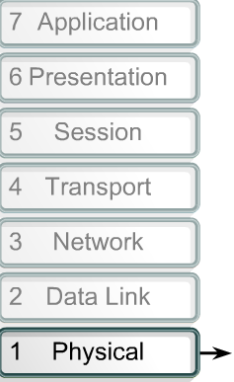 7 Application
6 Presentation
5 Session
4 Transport
3 Network
2 Data Link
1 Physical